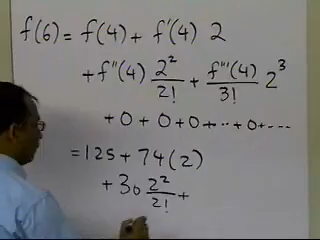 f(6) = f(4) + f'(4) 2
+ f''(4) 2²/2! + f'''(4)/3! 2³
+ 0 + 0 + 0 + ... + 0 + ...
= 125 + 74(2)
+ 30 2²/2! +